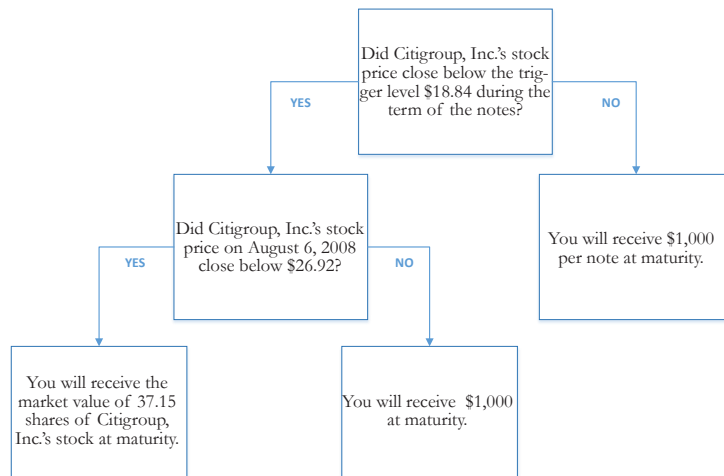 Did Citigroup, Inc.'s stock
price close below the trig-
ger level $18.84 during the
term of the notes?
YES
NO
Did Citigroup, Inc.'s stock
price on August 6, 2008
close below $26.92?
You will receive $1,000
per note at maturity.
YES
NO
You will receive the
market value of 37.15
shares of Citigroup,
Inc.'s stock at maturity.
You will receive $1,000
at maturity.